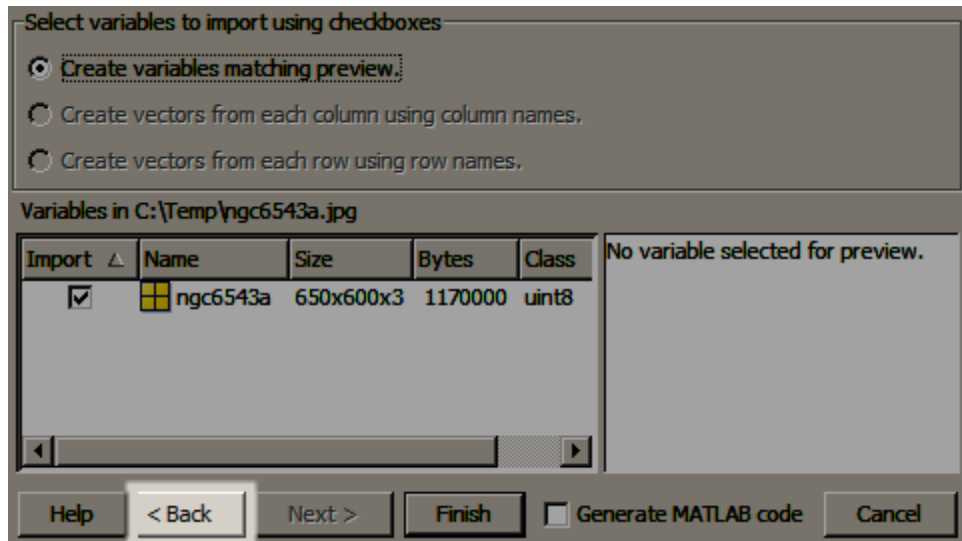 Select variables to import using checkboxes
Create variables matching preview.
Create vectors from each column using column names.
Create vectors from each row using row names.
Variables in C:\Temp\ngc6543a.jpg
Import Name Size Bytes Class
No variable selected for preview.
ngc6543a 650x600x3 1170000 uint8
Help < Back Next > Finish Generate MATLAB code Cancel